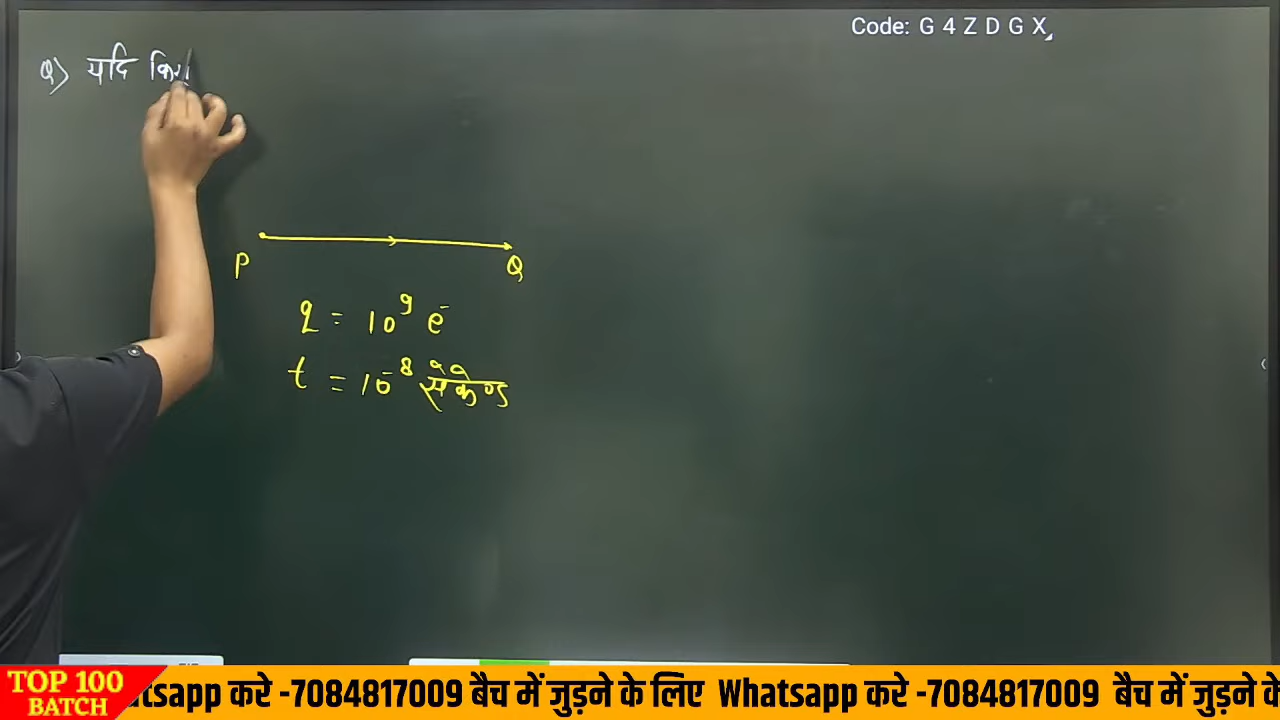 Code: G 4 Z D G X
Q) यदि किस
P
Q
q = 10⁹ e⁻
t = 10⁻⁸ सेकेण्ड
TOP 100
BATCH
tsapp करे -7084817009 बैच में जुड़ने के लिए Whatsapp करे -7084817009 बैच में जुड़ने के